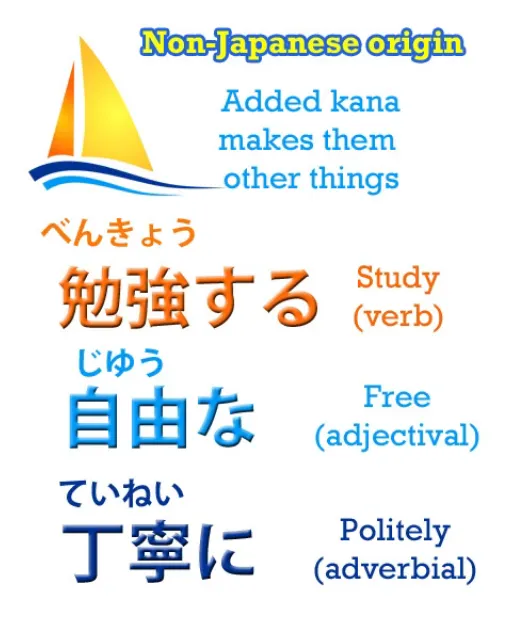 Non-Japanese origin
Added kana
makes them
other things
べんきょう
勉強する
Study
(verb)
じゆう
自由な
Free
(adjectival)
ていねい
丁寧に
Politely
(adverbial)